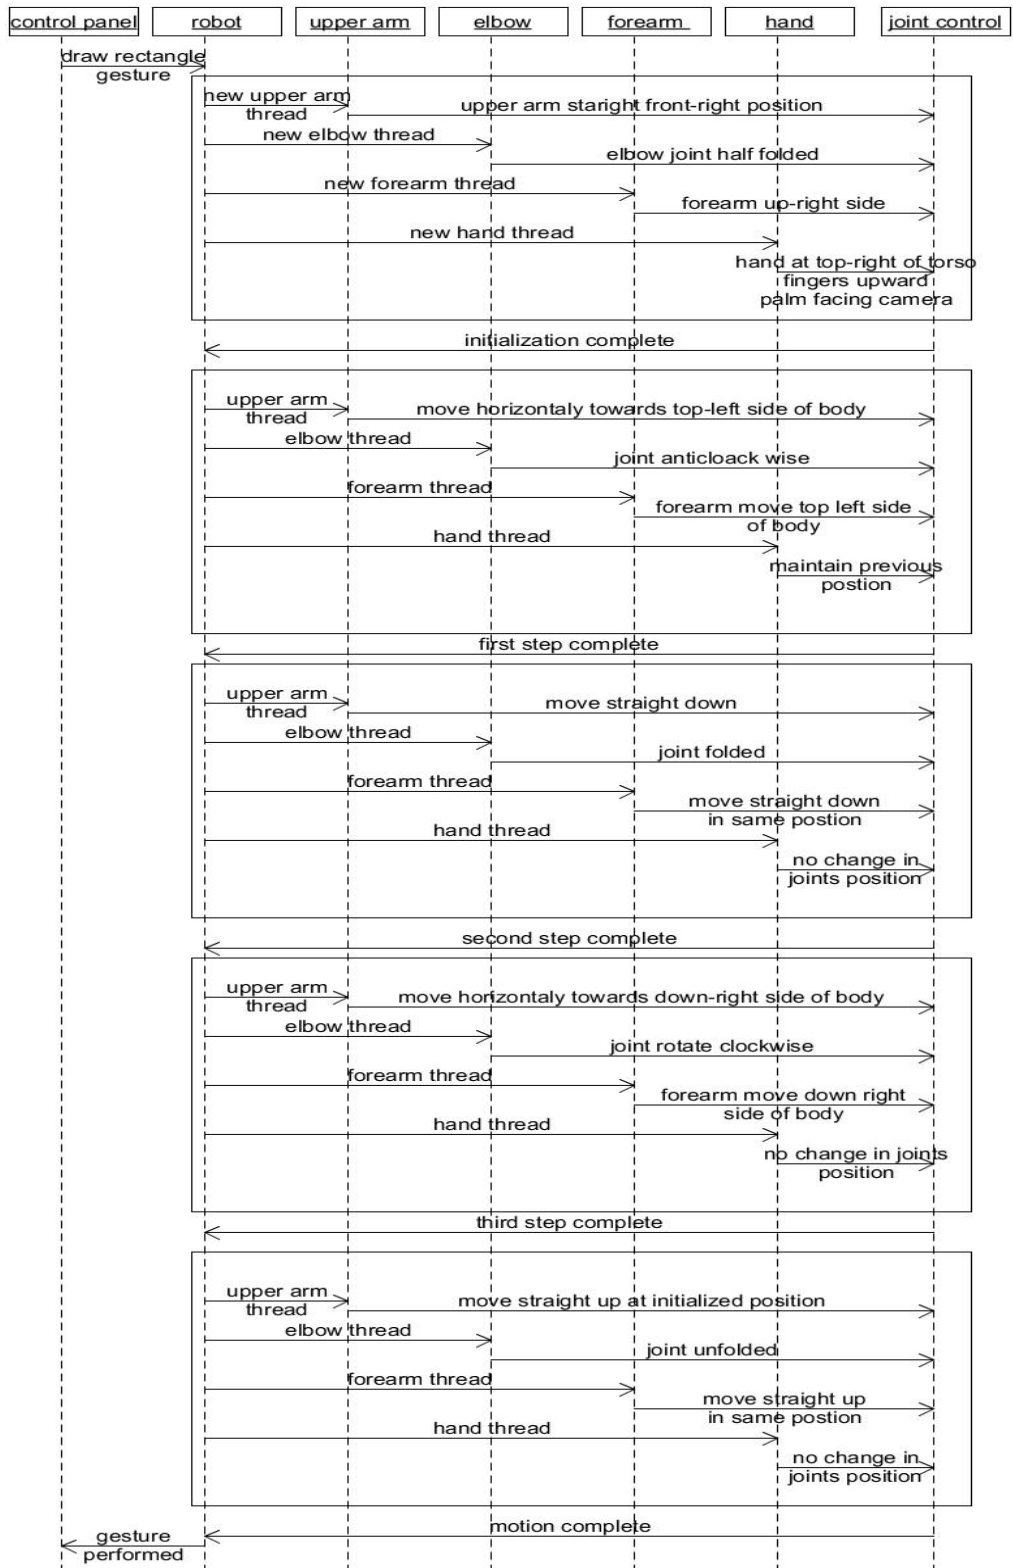 control panel
robot
upper arm
elbow
forearm
hand
joint control
draw rectangle
gesture
new upper arm
thread
upper arm staright front-right position
new elbow thread
elbow joint half folded
new forearm thread
forearm up-right side
new hand thread
hand at top-right of torso
fingers upward
palm facing camera
initialization complete
upper arm
thread
move horizontaly towards top-left side of body
elbow thread
joint anticloack wise
forearm thread
forearm move top left side
of body
hand thread
maintain previous
postion
first step complete
upper arm
thread
move straight down
elbow thread
joint folded
forearm thread
move straight down
in same postion
hand thread
no change in
joints position
second step complete
upper arm
thread
move horizontaly towards down-right side of body
elbow thread
joint rotate clockwise
forearm thread
forearm move down right
side of body
hand thread
no change in joints
position
third step complete
upper arm
thread
move straight up at initialized position
elbow thread
joint unfolded
forearm thread
move straight up
in same postion
hand thread
no change in
joints position
motion complete
gesture
performed